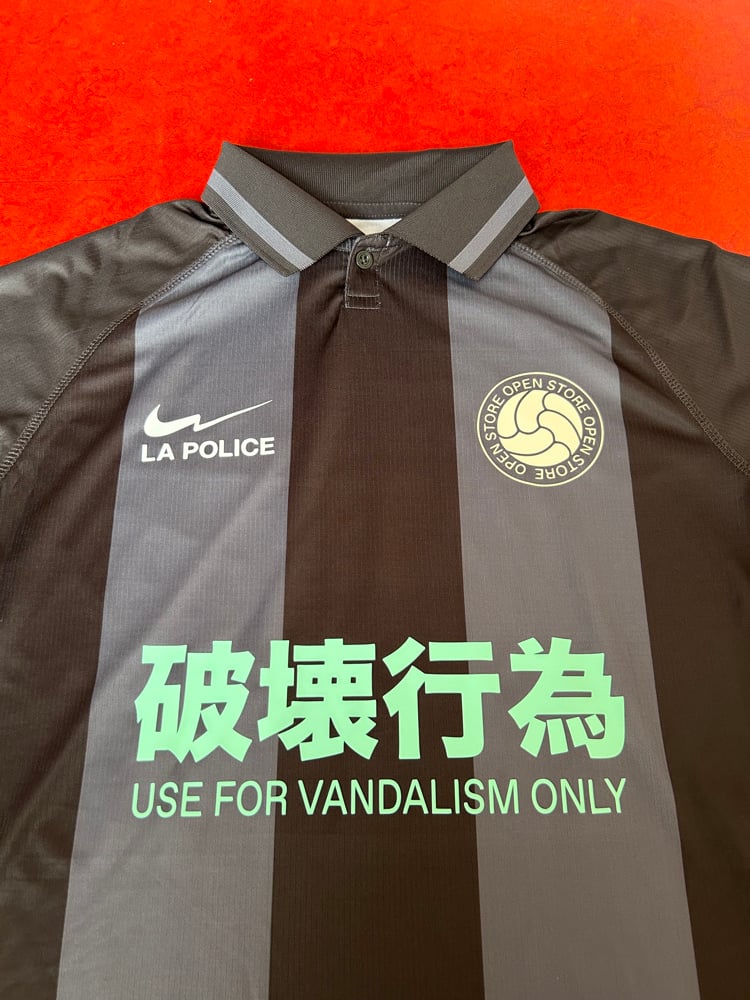 LA POLICE
OPEN STORE OPEN STORE OPEN STORE
破壊行為
USE FOR VANDALISM ONLY